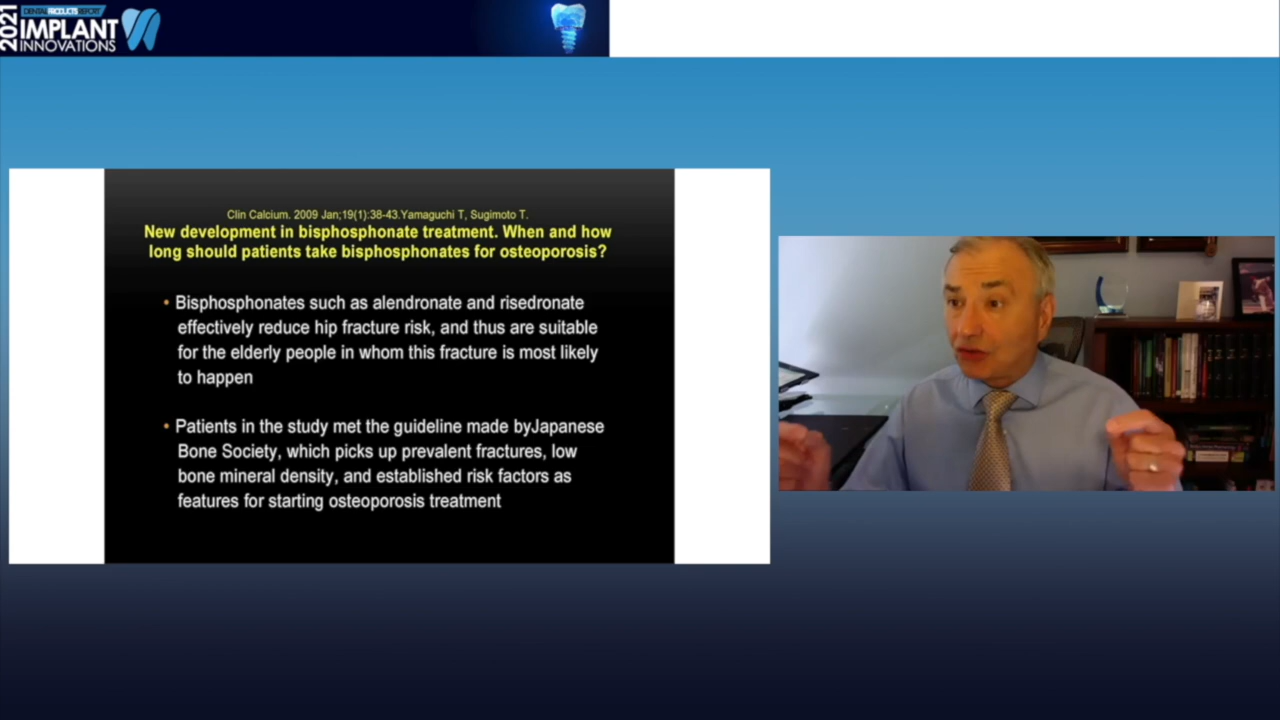 2021
DENTAL PRODUCTS REPORT
IMPLANT
INNOVATIONS
Clin Calcium. 2009 Jan;19(1):38-43.Yamaguchi T, Sugimoto T.
New development in bisphosphonate treatment. When and how
long should patients take bisphosphonates for osteoporosis?
• Bisphosphonates such as alendronate and risedronate
effectively reduce hip fracture risk, and thus are suitable
for the elderly people in whom this fracture is most likely
to happen
• Patients in the study met the guideline made byJapanese
Bone Society, which picks up prevalent fractures, low
bone mineral density, and established risk factors as
features for starting osteoporosis treatment